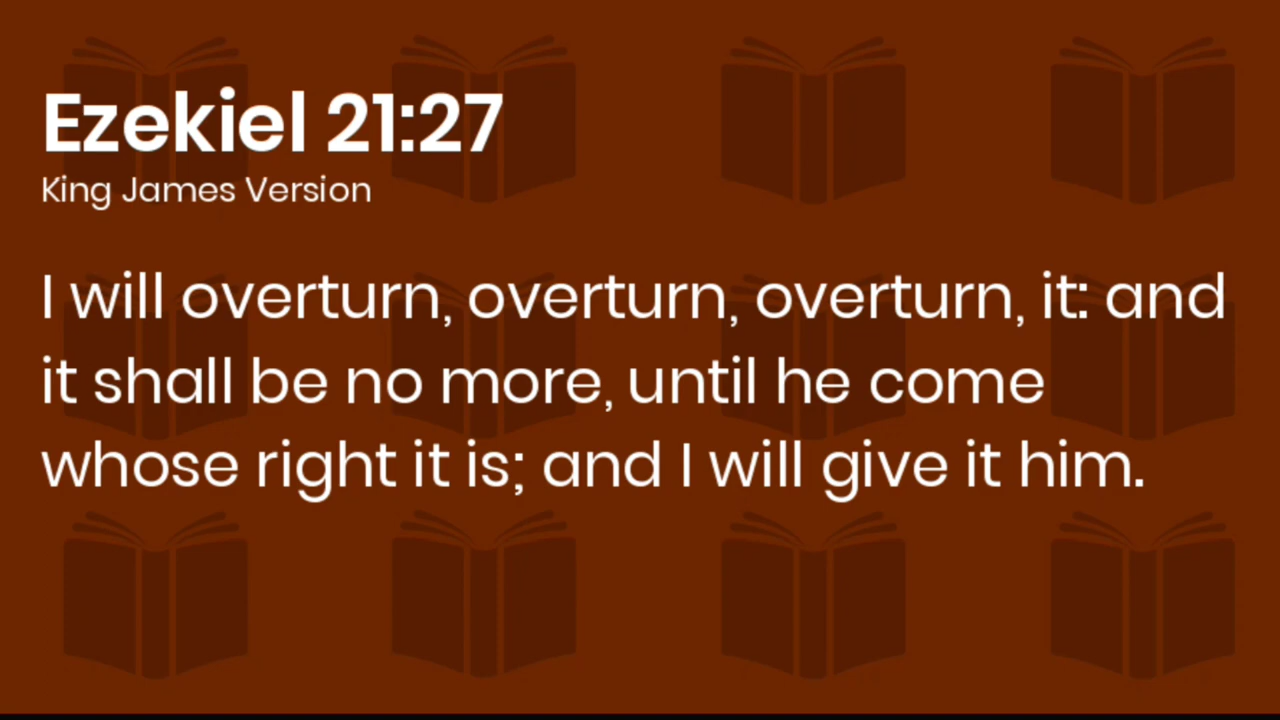 Ezekiel 21:27
King James Version
I will overturn, overturn, overturn, it: and
it shall be no more, until he come
whose right it is; and I will give it him.